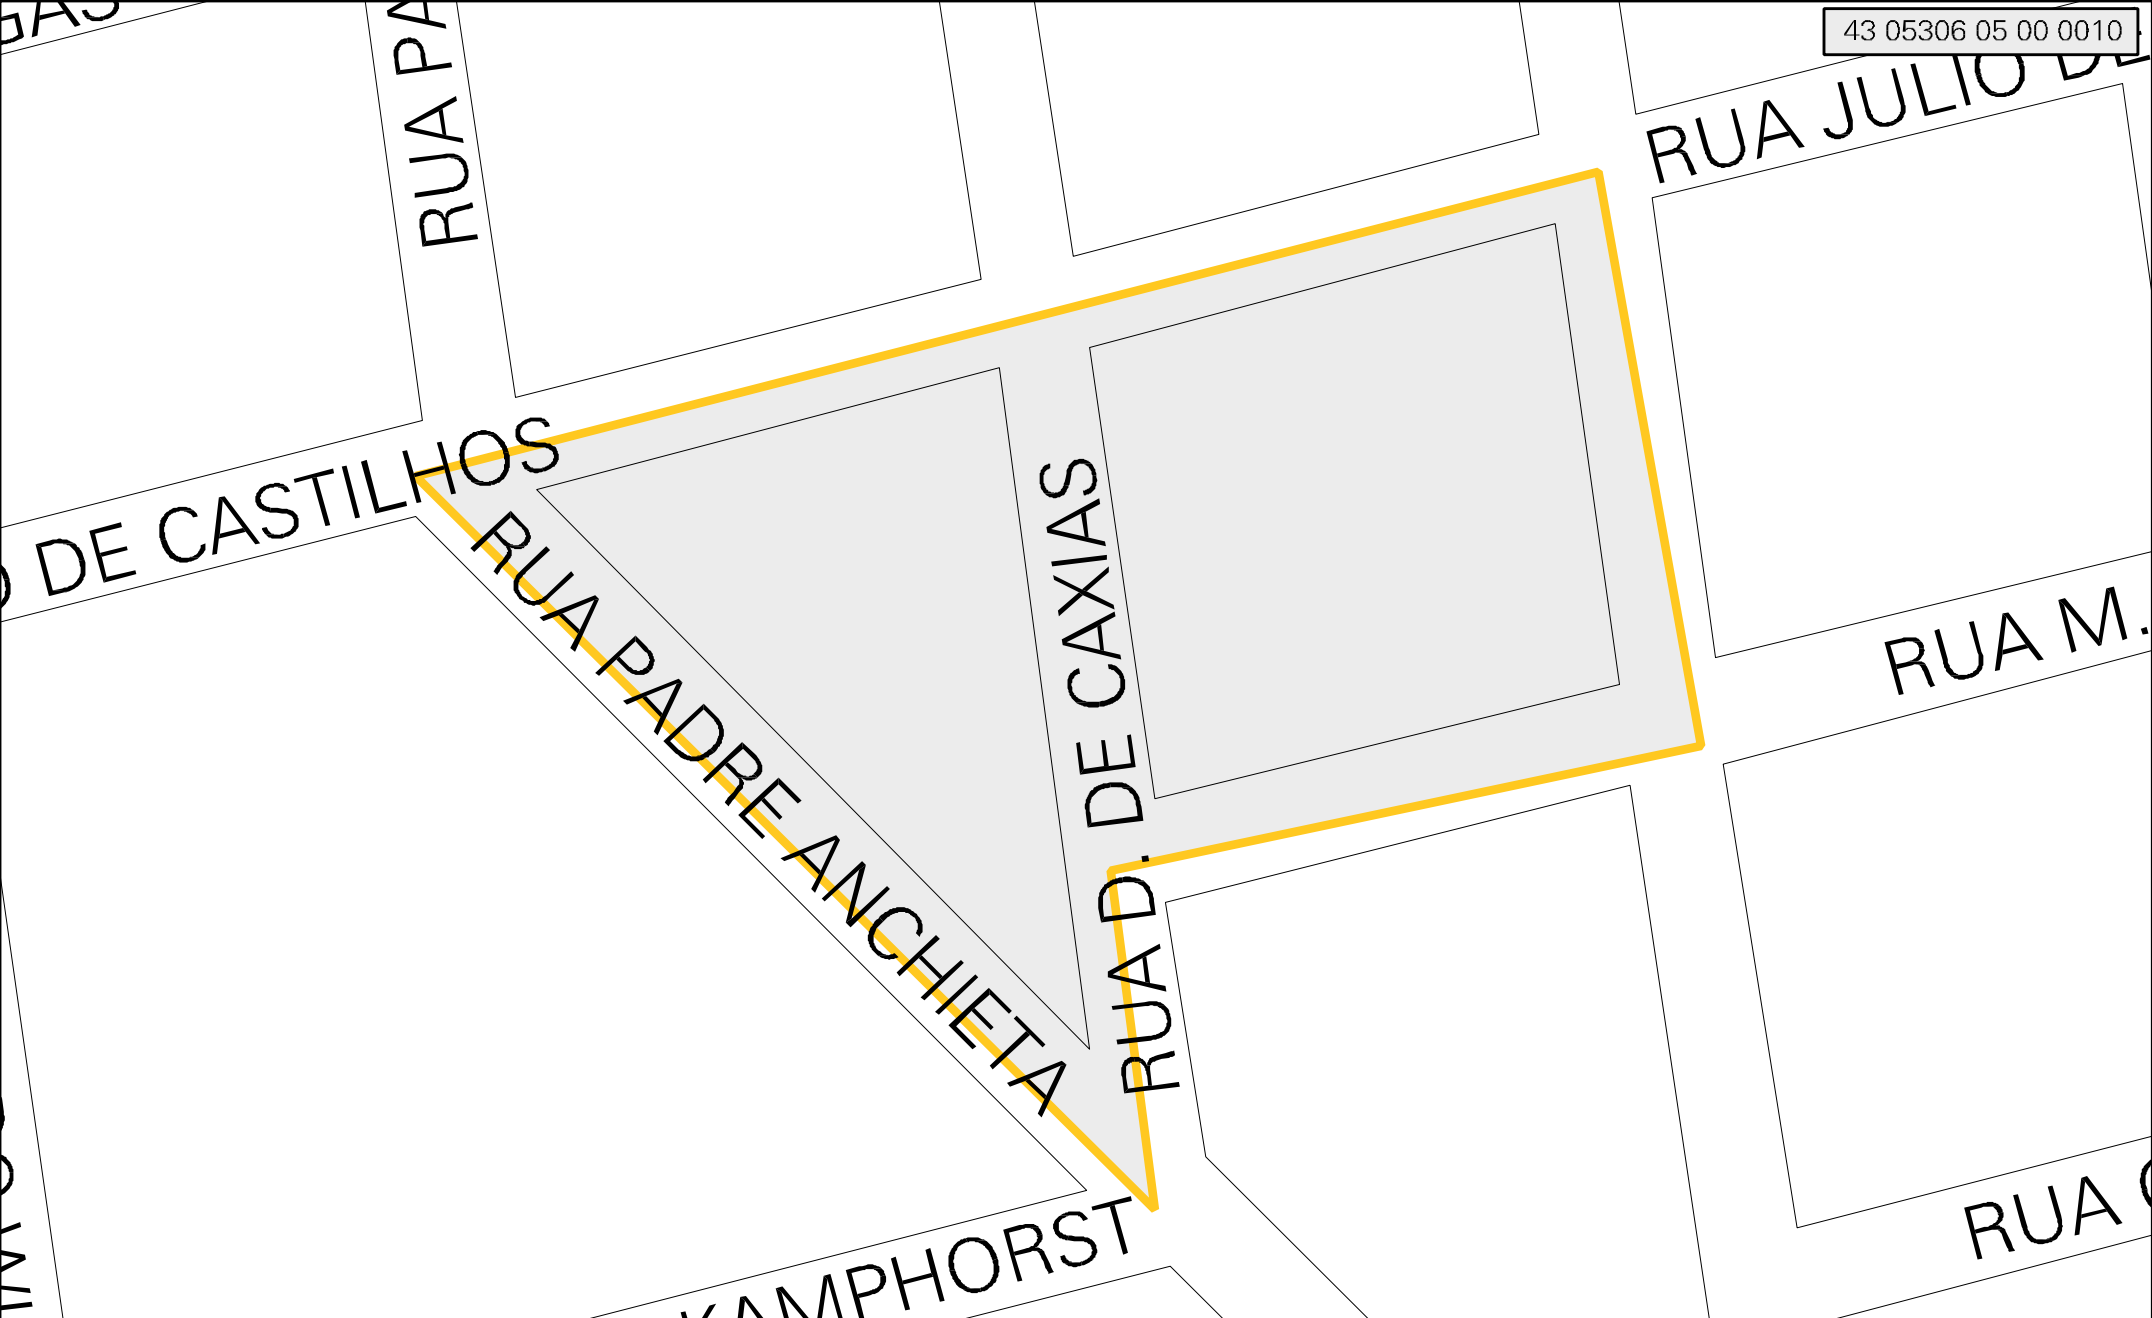 43 05306 05 00 0010
RUA PA
RUA JULIO DE
DE CASTILHOS
RUA PADRE ANCHIETA
RUA D. DE CAXIAS
RUA M.
RUA
KAMPHORST